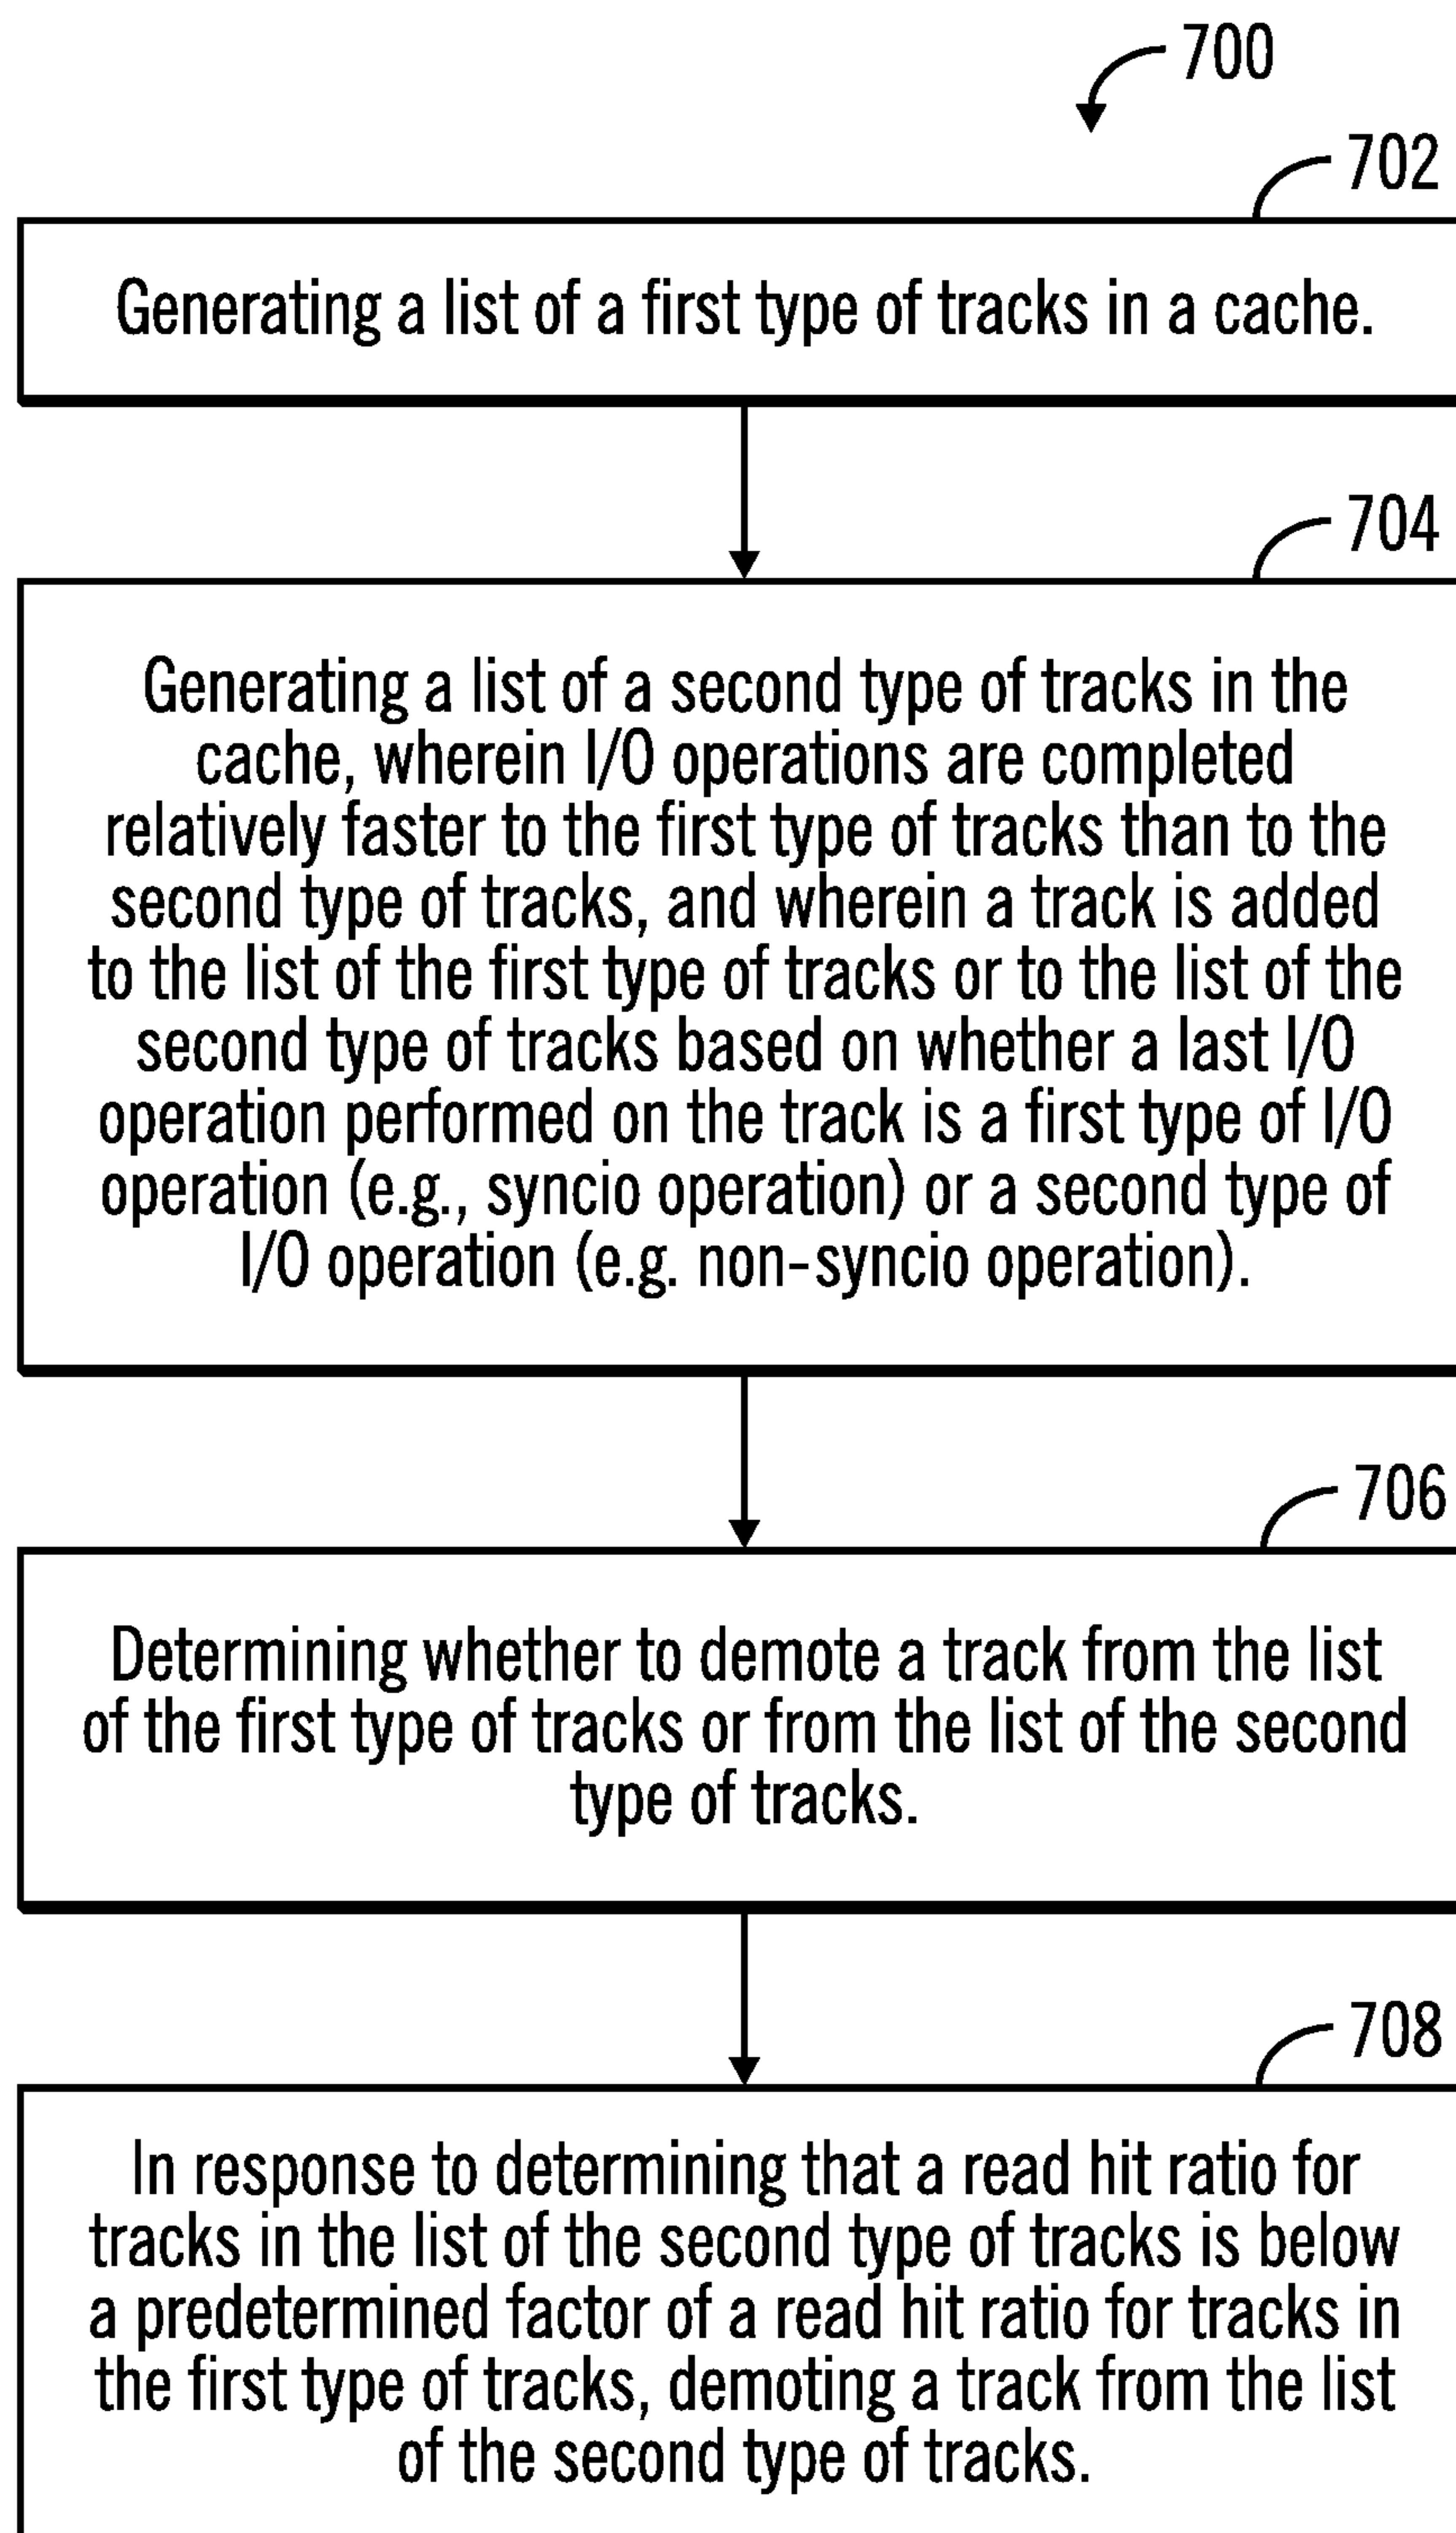 700
702
Generating a list of a first type of tracks in a cache.
704
Generating a list of a second type of tracks in the
cache, wherein I/O operations are completed
relatively faster to the first type of tracks than to the
second type of tracks, and wherein a track is added
to the list of the first type of tracks or to the list of the
second type of tracks based on whether a last I/O
operation performed on the track is a first type of I/O
operation (e.g., syncio operation) or a second type of
I/O operation (e.g. non-syncio operation).
706
Determining whether to demote a track from the list
of the first type of tracks or from the list of the second
type of tracks.
708
In response to determining that a read hit ratio for
tracks in the list of the second type of tracks is below
a predetermined factor of a read hit ratio for tracks in
the first type of tracks, demoting a track from the list
of the second type of tracks.